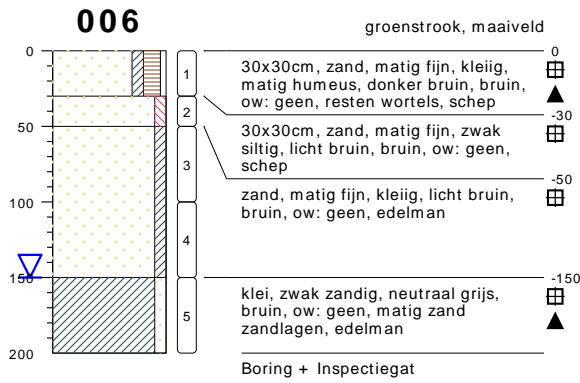 006
groenstrook, maaiveld
0
50
100
150
200
1
2
3
4
5
0
30x30cm, zand, matig fijn, kleiig,
matig humeus, donker bruin, bruin,
ow: geen, resten wortels, schep
-30
30x30cm, zand, matig fijn, zwak
siltig, licht bruin, bruin, ow: geen,
schep
-50
zand, matig fijn, kleiig, licht bruin,
bruin, ow: geen, edelman
-150
klei, zwak zandig, neutraal grijs,
bruin, ow: geen, matig zand
zandlagen, edelman
Boring + Inspectiegat